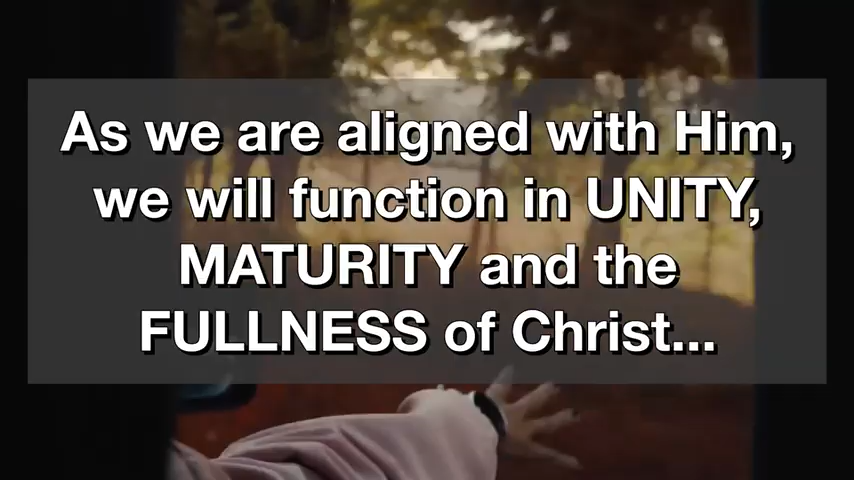 As we are aligned with Him,
we will function in UNITY,
MATURITY and the
FULLNESS of Christ...